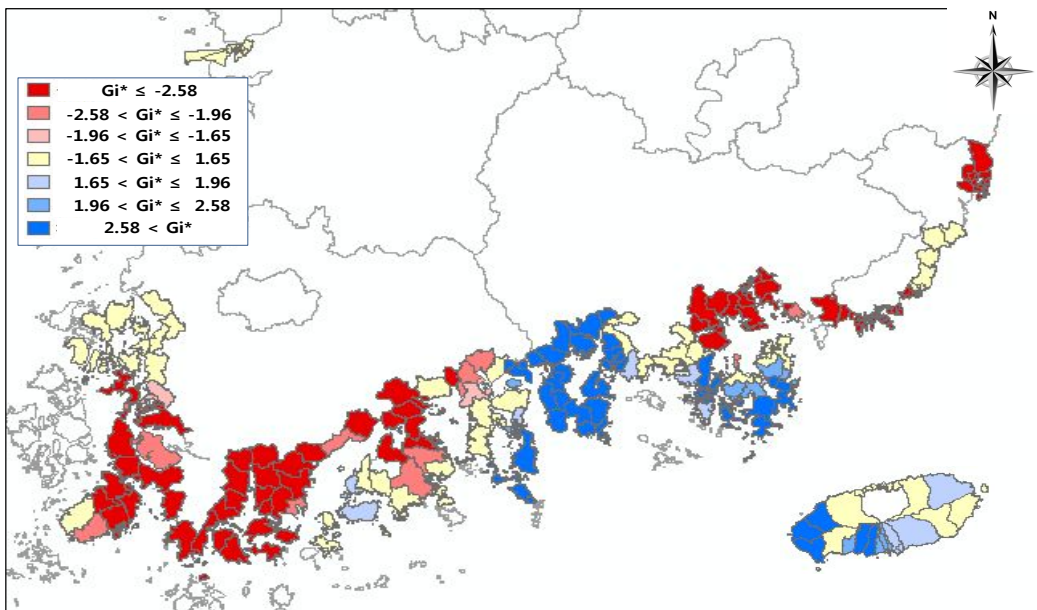 N
Gi* ≤ -2.58
-2.58 < Gi* ≤ -1.96
-1.96 < Gi* ≤ -1.65
-1.65 < Gi* ≤ 1.65
1.65 < Gi* ≤ 1.96
1.96 < Gi* ≤ 2.58
2.58 < Gi*